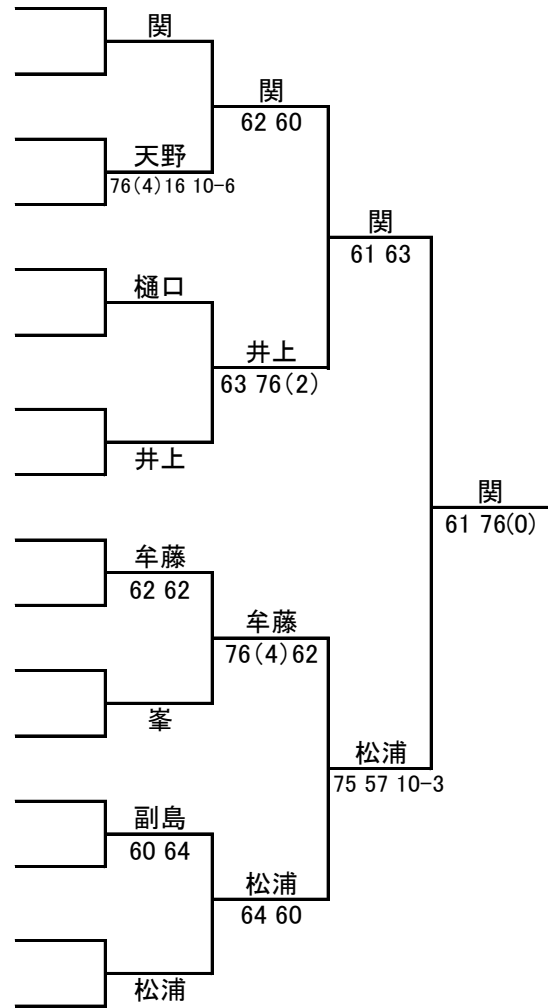 関
関
62 60
天野
76(4)16 10-6
関
61 63
樋口
井上
63 76(2)
井上
関
61 76(0)
牟藤
62 62
牟藤
76(4)62
峯
松浦
75 57 10-3
副島
60 64
松浦
64 60
松浦